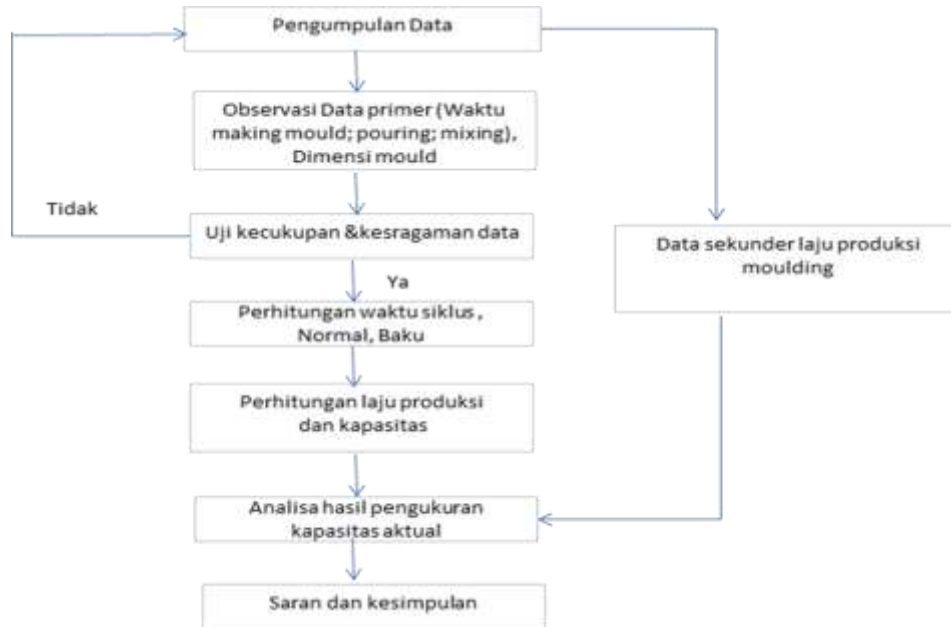 Pengumpulan Data
Observasi Data primer (Waktu
making mould; pouring; mixing),
Dimensi mould
Tidak
Uji kecukupan &kesragaman data
Data sekunder laju produksi
moulding
Ya
Perhitungan waktu siklus ,
Normal, Baku
Perhitungan laju produksi
dan kapasitas
Analisa hasil pengukuran
kapasitas aktual
Saran dan kesimpulan